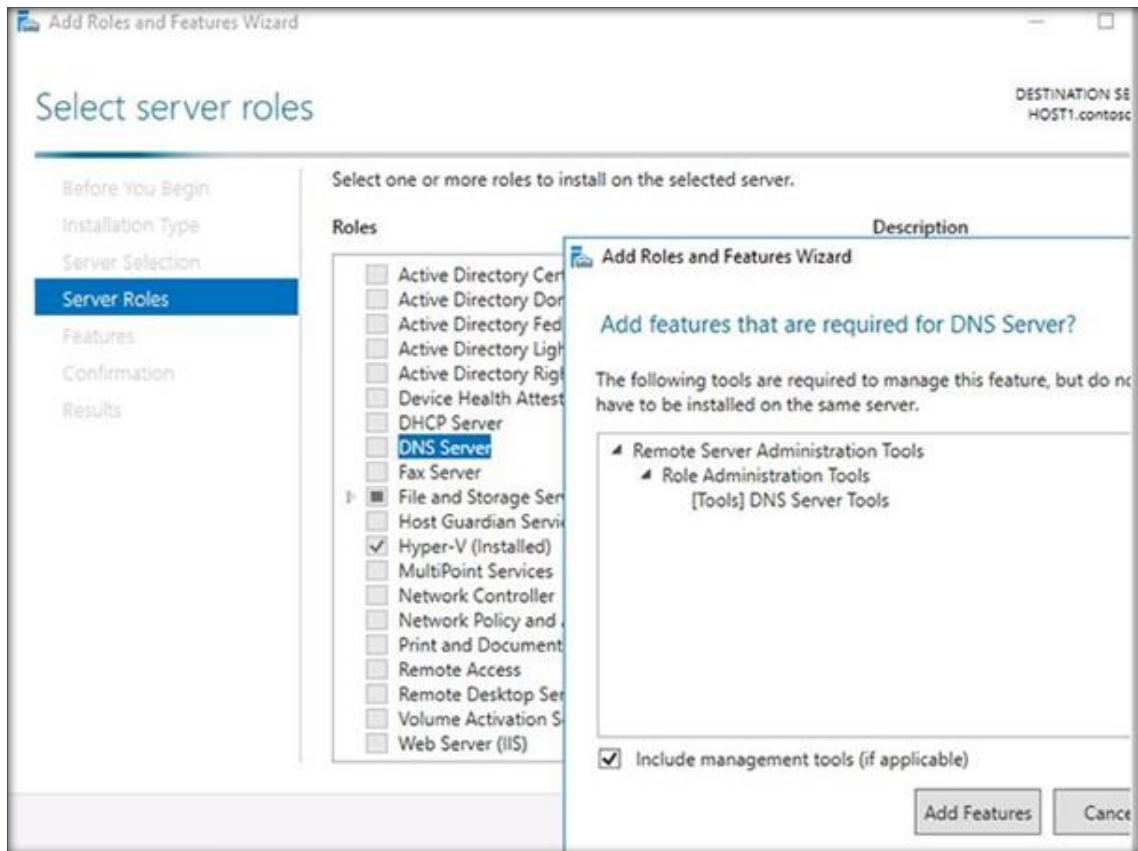 Add Roles and Features Wizard
Select server roles
DESTINATION SE
HOST1.contoso
Before You Begin
Installation Type
Server Selection
Server Roles
Features
Confirmation
Results
Select one or more roles to install on the selected server.
Roles
Description
Active Directory Cert
Active Directory Dom
Active Directory Fed
Active Directory Ligh
Active Directory Righ
Device Health Attest
DHCP Server
DNS Server
Fax Server
File and Storage Serv
Host Guardian Servic
Hyper-V (Installed)
MultiPoint Services
Network Controller
Network Policy and
Print and Document
Remote Access
Remote Desktop Ser
Volume Activation S
Web Server (IIS)
Add Roles and Features Wizard
Add features that are required for DNS Server?
The following tools are required to manage this feature, but do no
have to be installed on the same server.
Remote Server Administration Tools
Role Administration Tools
[Tools] DNS Server Tools
Include management tools (if applicable)
Add Features
Cance